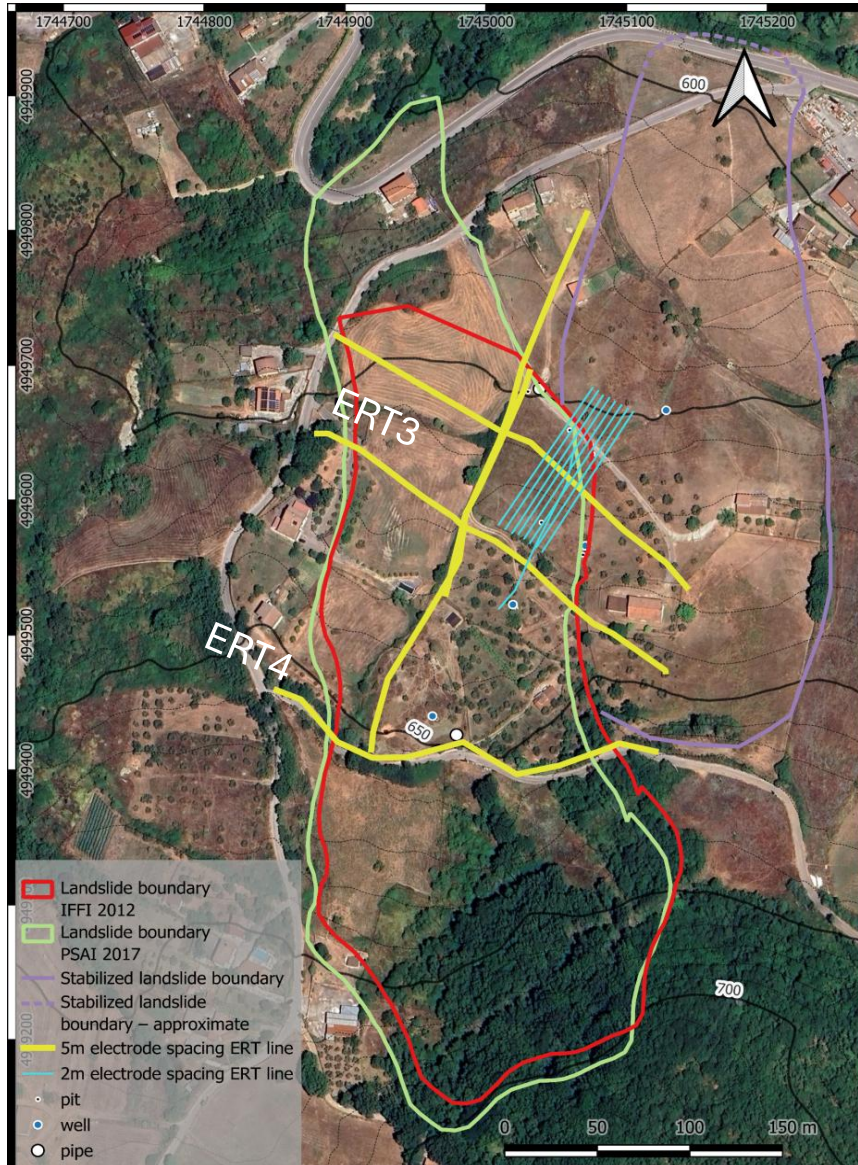 1744700
1744800
1744900
1745000
1745100
1745200
4949900
4949800
4949700
4949600
4949500
4949400
4949200
600
ERT3
ERT4
650
700
Landslide boundary
IFFI 2012
Landslide boundary
PSAI 2017
Stabilized landslide boundary
Stabilized landslide
boundary – approximate
5m electrode spacing ERT line
2m electrode spacing ERT line
pit
well
pipe
0 50 100 150 m